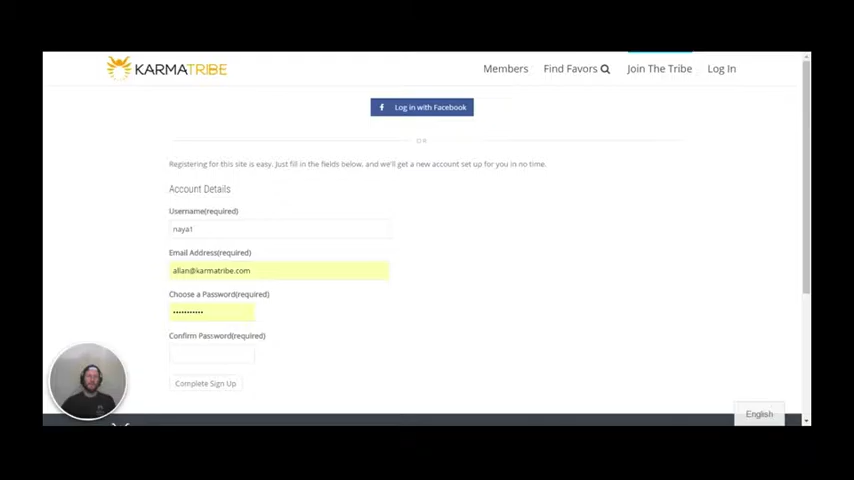 KARMATRIBE
Members Find Favors Join The Tribe Log In
f Log in with Facebook
OR
Registering for this site is easy. Just fill in the fields below, and we'll get a new account set up for you in no time.
Account Details
Username(required)
naya1
Email Address(required)
allan@karmatribe.com
Choose a Password(required)
•••••••••••
Confirm Password(required)
Complete Sign Up
English